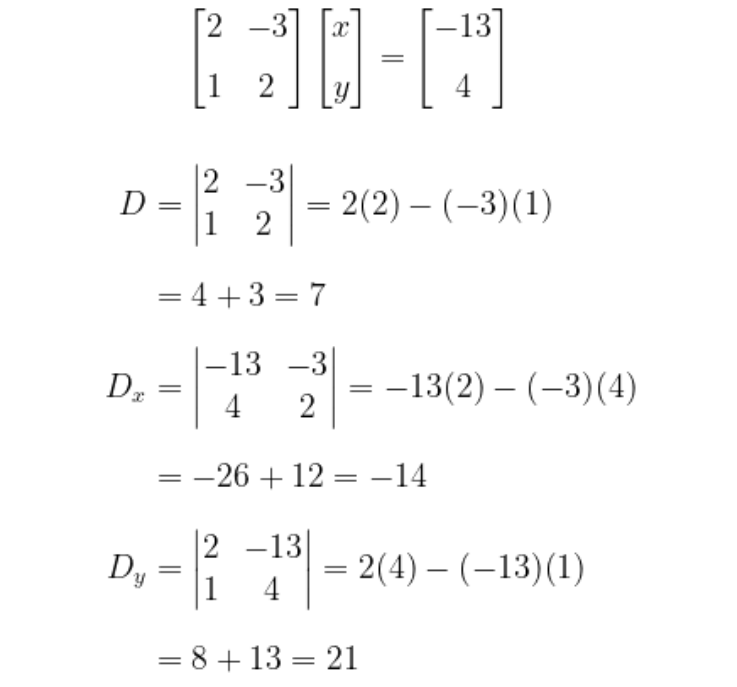 [2 −3; 1 2] [x; y] = [−13; 4]
D = |2 −3; 1 2| = 2(2) − (−3)(1)
= 4 + 3 = 7
Dₓ = |−13 −3; 4 2| = −13(2) − (−3)(4)
= −26 + 12 = −14
D_y = |2 −13; 1 4| = 2(4) − (−13)(1)
= 8 + 13 = 21